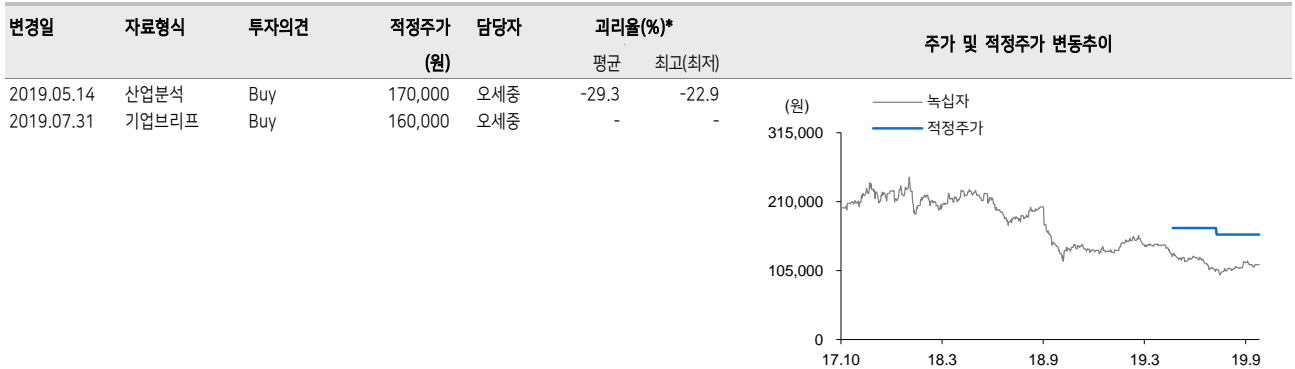 변경일 자료형식 투자의견 적정주가 담당자 괴리율(%)* 주가 및 적정주가 변동추이
(원) 평균 최고(최저)
2019.05.14 산업분석 Buy 170,000 오세중 -29.3 -22.9
2019.07.31 기업브리프 Buy 160,000 오세중 - -
(원)
녹십자
적정주가
315,000
210,000
105,000
0
17.10 18.3 18.9 19.3 19.9